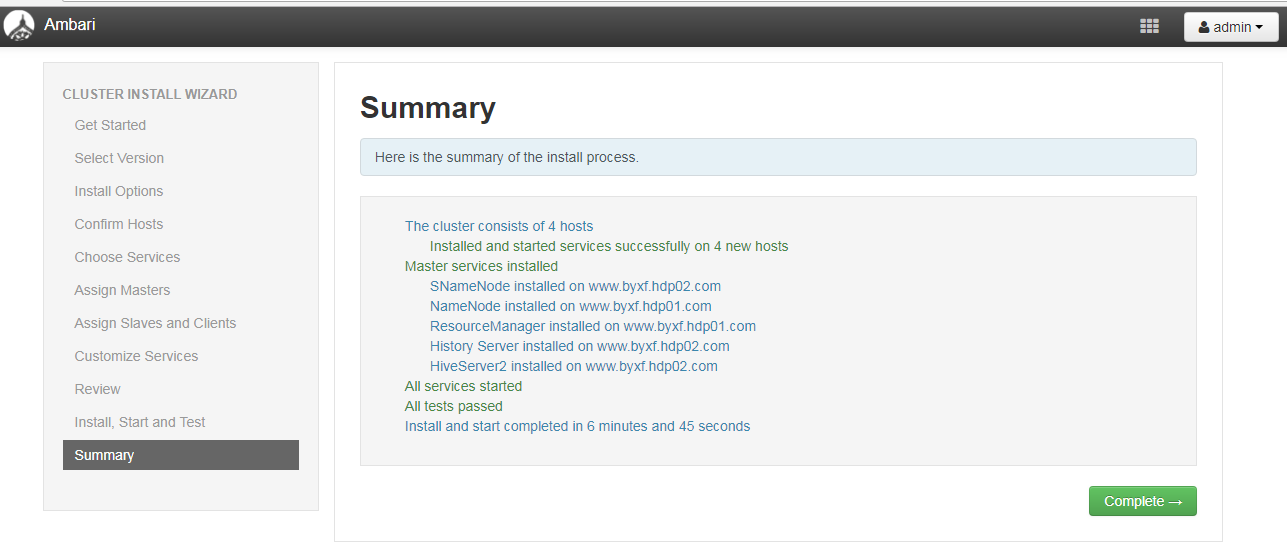 Ambari
admin
CLUSTER INSTALL WIZARD
Get Started
Select Version
Install Options
Confirm Hosts
Choose Services
Assign Masters
Assign Slaves and Clients
Customize Services
Review
Install, Start and Test
Summary
Summary
Here is the summary of the install process.
The cluster consists of 4 hosts
Installed and started services successfully on 4 new hosts
Master services installed
SNameNode installed on www.byxf.hdp02.com
NameNode installed on www.byxf.hdp01.com
ResourceManager installed on www.byxf.hdp01.com
History Server installed on www.byxf.hdp02.com
HiveServer2 installed on www.byxf.hdp02.com
All services started
All tests passed
Install and start completed in 6 minutes and 45 seconds
Complete →